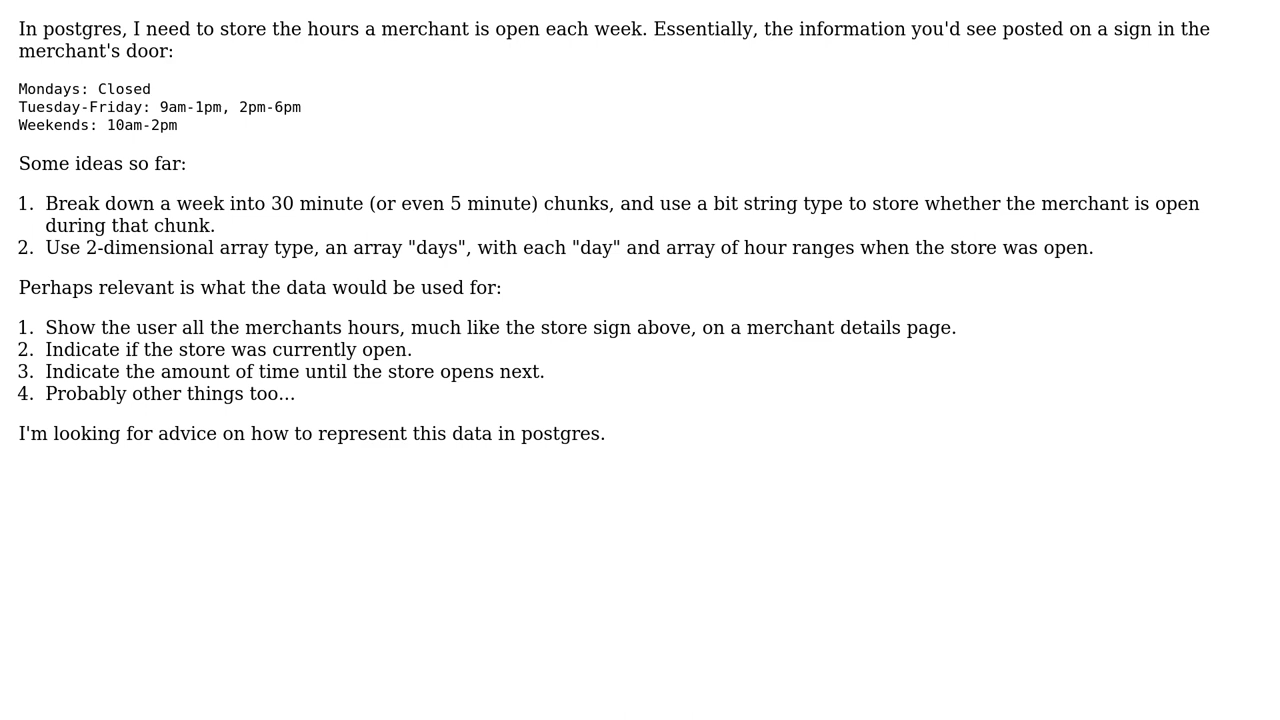 In postgres, I need to store the hours a merchant is open each week. Essentially, the information you'd see posted on a sign in the
merchant's door:
Mondays: Closed
Tuesday-Friday: 9am-1pm, 2pm-6pm
Weekends: 10am-2pm
Some ideas so far:
1. Break down a week into 30 minute (or even 5 minute) chunks, and use a bit string type to store whether the merchant is open
during that chunk.
2. Use 2-dimensional array type, an array "days", with each "day" and array of hour ranges when the store was open.
Perhaps relevant is what the data would be used for:
1. Show the user all the merchants hours, much like the store sign above, on a merchant details page.
2. Indicate if the store was currently open.
3. Indicate the amount of time until the store opens next.
4. Probably other things too...
I'm looking for advice on how to represent this data in postgres.